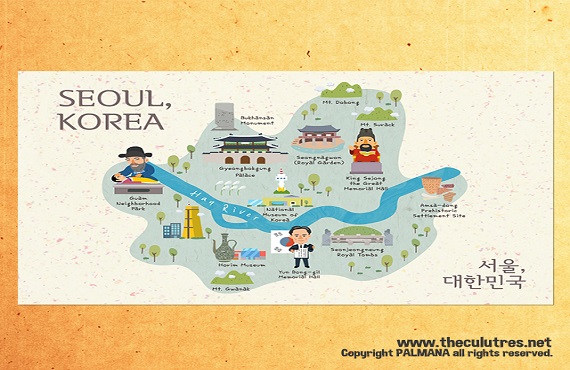 SEOUL,
KOREA
Mt. Dobong
Bukhansan
Monument
Mt. Surack
Gyeongbokgung
Palace
Seongnagwon
(Royal Garden)
King Sejong
the Great
Memorial Hall
Guam
Neighborhood
Park
Han River
National
Museum of
Korea
Amsa-dong
Prehistoric
Settlement Site
Horim Museum
Seonjeongneung
Royal Tombs
Yun Bong-gil
Memorial Hall
Mt. Gwanak
서울,
대한민국
www.theculutres.net
Copyright PALMANA all rights reserved.